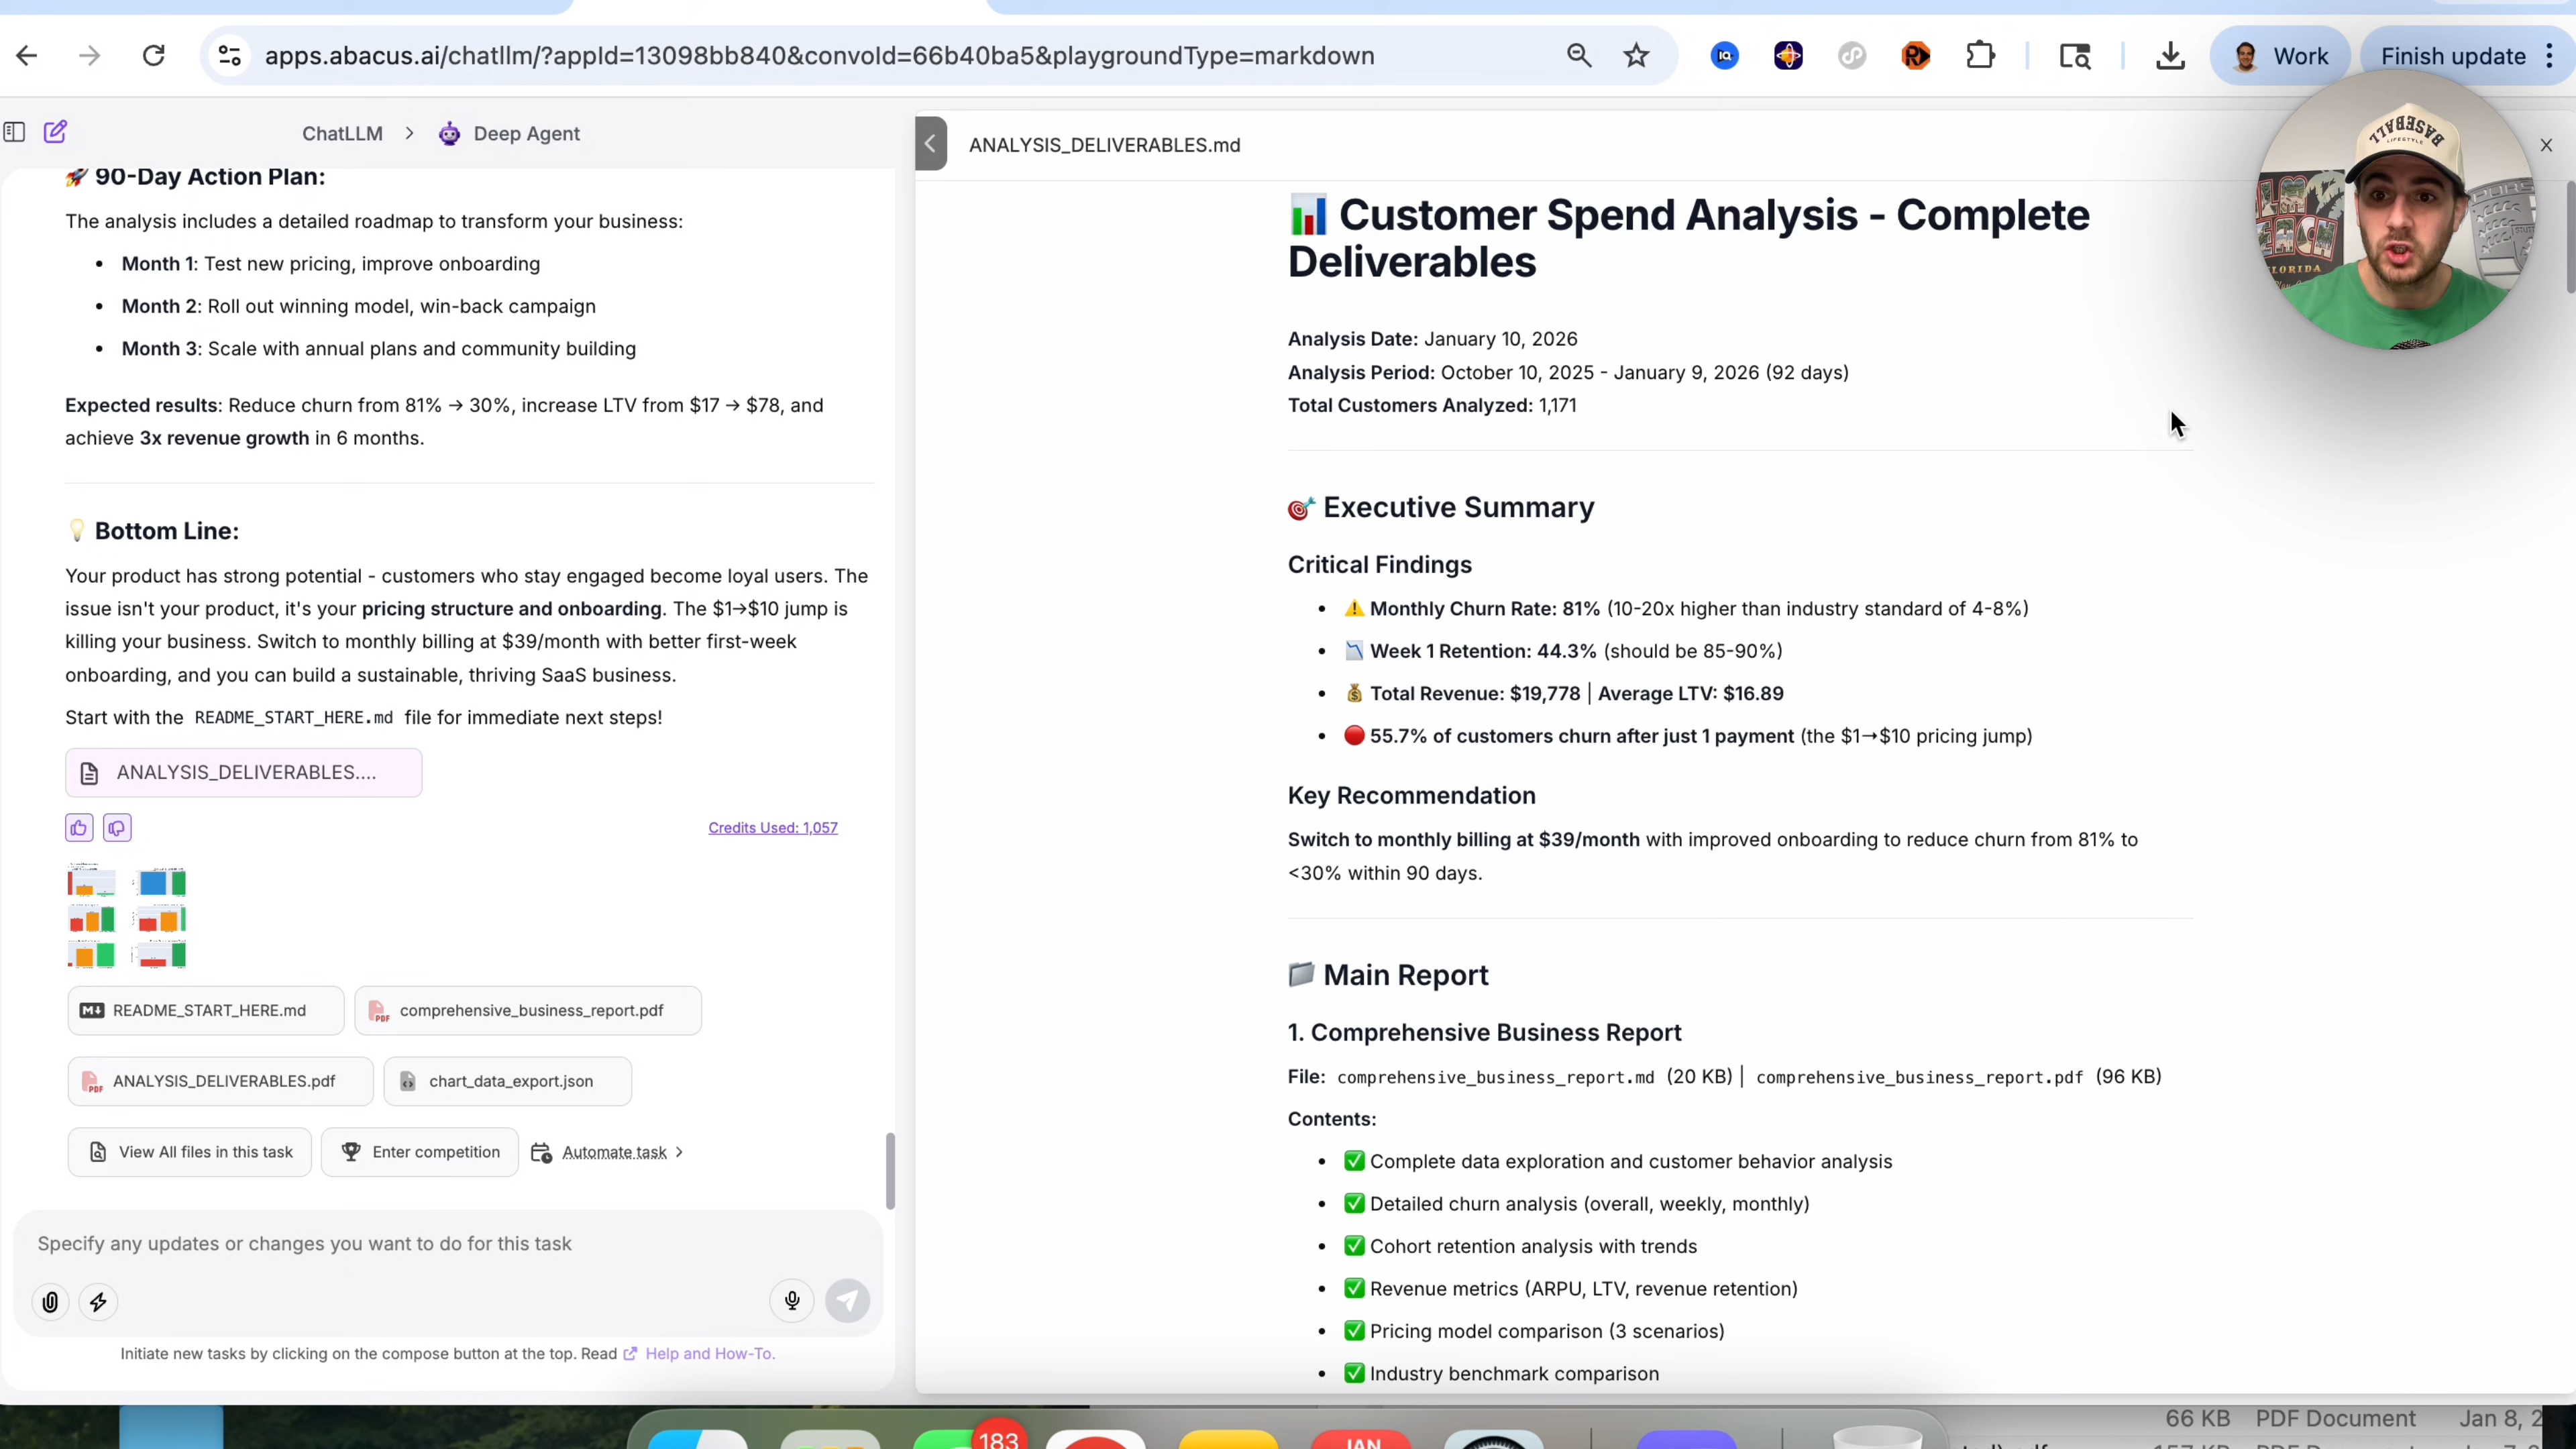 apps.abacus.ai/chatllm/?appId=13098bb840&convoId=66b40ba5&playgroundType=markdown
Work
Finish update
ChatLLM > Deep Agent
🚀 90-Day Action Plan:
The analysis includes a detailed roadmap to transform your business:
• Month 1: Test new pricing, improve onboarding
• Month 2: Roll out winning model, win-back campaign
• Month 3: Scale with annual plans and community building
Expected results: Reduce churn from 81% → 30%, increase LTV from $17 → $78, and
achieve 3x revenue growth in 6 months.
💡 Bottom Line:
Your product has strong potential - customers who stay engaged become loyal users. The
issue isn't your product, it's your pricing structure and onboarding. The $1→$10 jump is
killing your business. Switch to monthly billing at $39/month with better first-week
onboarding, and you can build a sustainable, thriving SaaS business.
Start with the README_START_HERE.md file for immediate next steps!
ANALYSIS_DELIVERABLES....
Credits Used: 1,057
README_START_HERE.md
comprehensive_business_report.pdf
ANALYSIS_DELIVERABLES.pdf
chart_data_export.json
View All files in this task
Enter competition
Automate task >
Specify any updates or changes you want to do for this task
Initiate new tasks by clicking on the compose button at the top. Read Help and How-To.
ANALYSIS_DELIVERABLES.md
📊 Customer Spend Analysis - Complete
Deliverables
Analysis Date: January 10, 2026
Analysis Period: October 10, 2025 - January 9, 2026 (92 days)
Total Customers Analyzed: 1,171
🎯 Executive Summary
Critical Findings
• ⚠️ Monthly Churn Rate: 81% (10-20x higher than industry standard of 4-8%)
• 📉 Week 1 Retention: 44.3% (should be 85-90%)
• 💰 Total Revenue: $19,778 | Average LTV: $16.89
• 🔴 55.7% of customers churn after just 1 payment (the $1→$10 pricing jump)
Key Recommendation
Switch to monthly billing at $39/month with improved onboarding to reduce churn from 81% to
<30% within 90 days.
📁 Main Report
1. Comprehensive Business Report
File: comprehensive_business_report.md (20 KB) | comprehensive_business_report.pdf (96 KB)
Contents:
• ✅ Complete data exploration and customer behavior analysis
• ✅ Detailed churn analysis (overall, weekly, monthly)
• ✅ Cohort retention analysis with trends
• ✅ Revenue metrics (ARPU, LTV, revenue retention)
• ✅ Pricing model comparison (3 scenarios)
• ✅ Industry benchmark comparison
BASEBALL
LIFESTYLE
FLORIDA
183
JAN
66 KB PDF Document Jan 8, 2